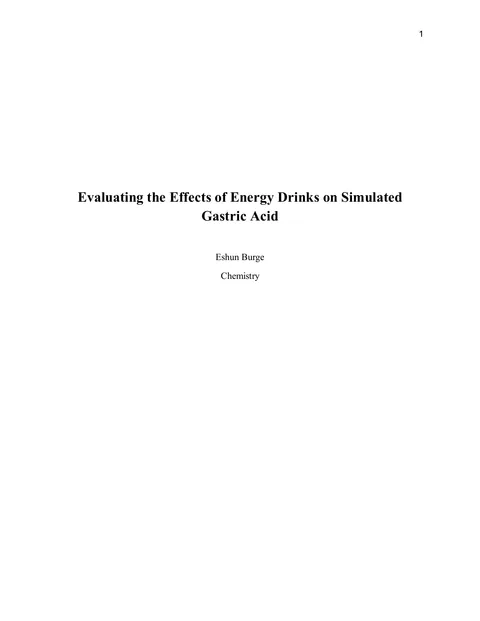 1
Evaluating the Effects of Energy Drinks on Simulated
Gastric Acid
Eshun Burge
Chemistry